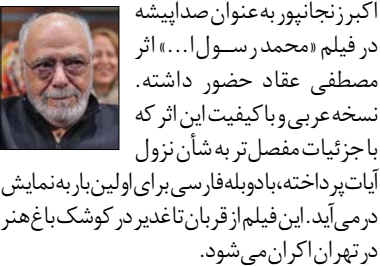 اکبر زنجانپور به عنوان صداپیشه
در فیلم «محمد رسول‌ا...» اثر
مصطفی عقاد حضور داشته.
نسخه عربی و با کیفیت این اثر که
با جزئیات مفصل‌تر به شأن نزول
آیات پرداخته، با دوبله فارسی برای اولین بار به نمایش
درمی‌آید. این فیلم از قربان تا غدیر در کوشک باغ هنر
در تهران اکران می‌شود.